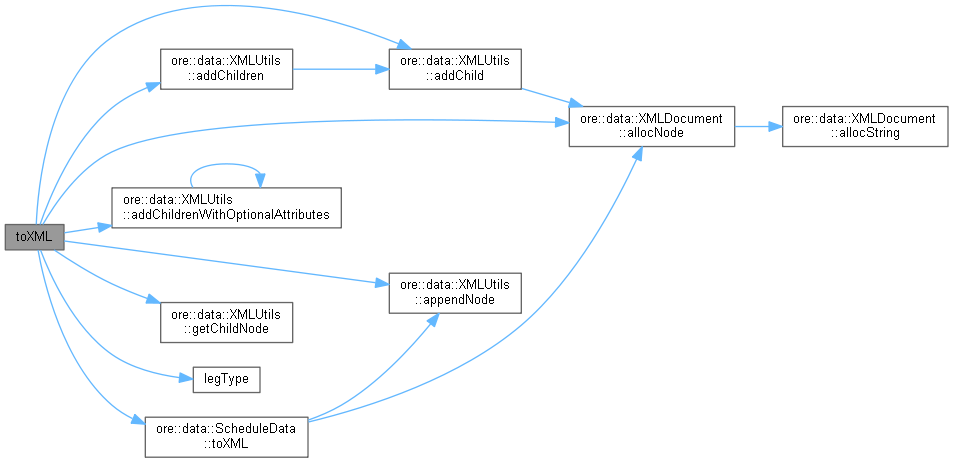 toXML
ore::data::XMLUtils
::addChildren
ore::data::XMLUtils
::addChild
ore::data::XMLDocument
::allocNode
ore::data::XMLDocument
::allocString
ore::data::XMLUtils
::addChildrenWithOptionalAttributes
ore::data::XMLUtils
::appendNode
ore::data::XMLUtils
::getChildNode
legType
ore::data::ScheduleData
::toXML